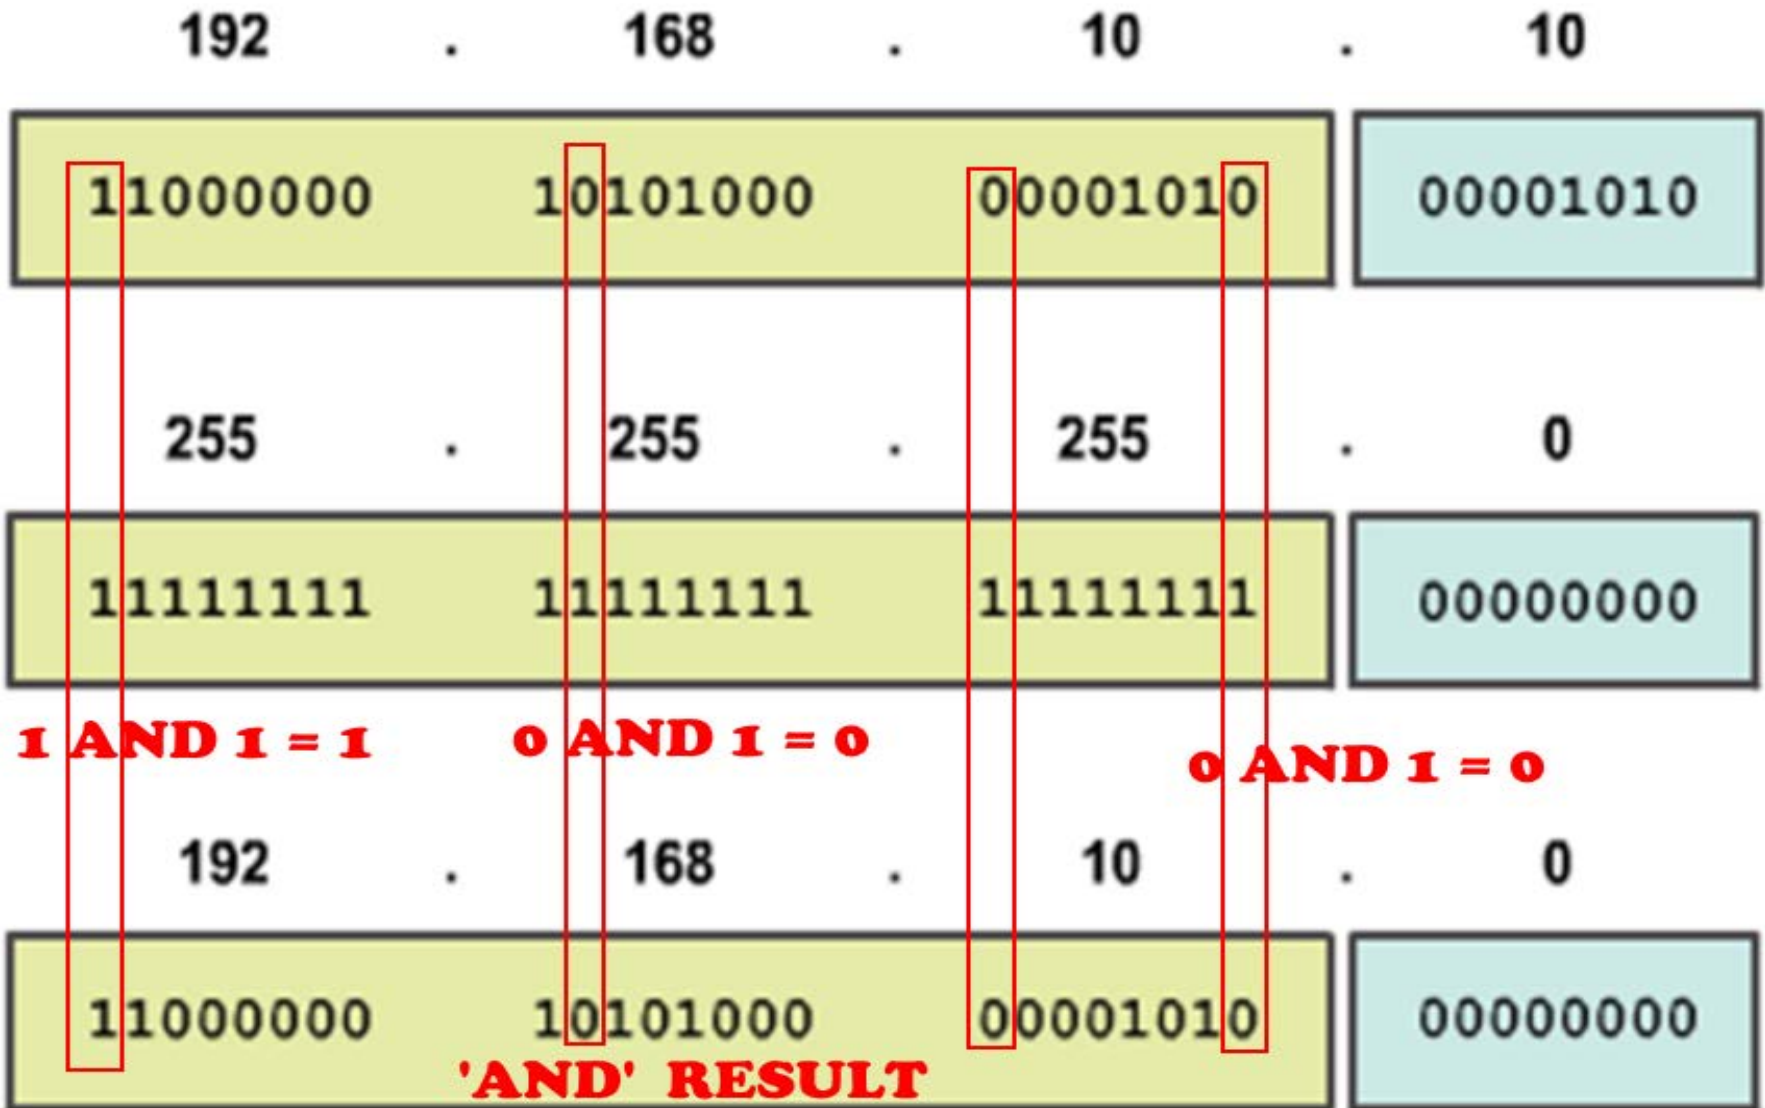 192 . 168 . 10 . 10
11000000 10101000 00001010 00001010
255 . 255 . 255 . 0
11111111 11111111 11111111 00000000
1 AND 1 = 1 0 AND 1 = 0 0 AND 1 = 0
192 . 168 . 10 . 0
11000000 10101000 00001010 00000000
'AND' RESULT